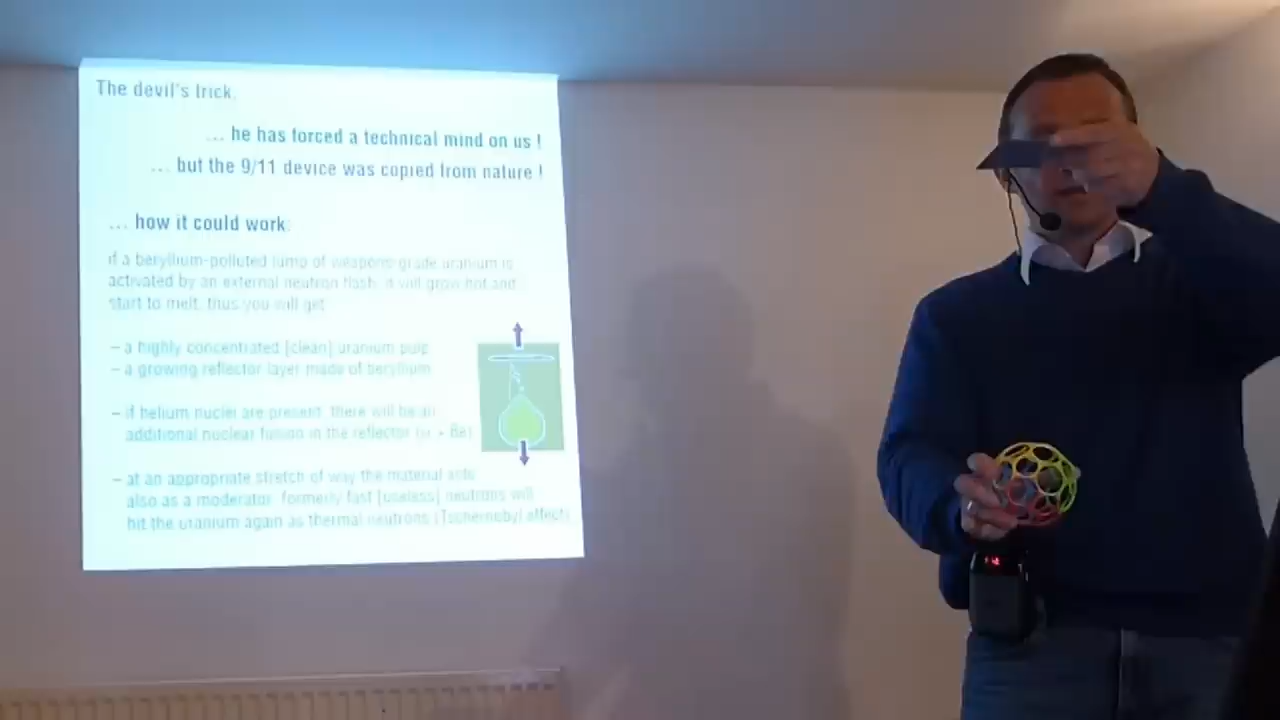 The devil's trick,
... he has forced a technical mind on us !
... but the 9/11 device was copied from nature !
... how it could work:
if a beryllium-polluted lump of weapons-grade uranium is
activated by an external neutron flash, it will grow hot and
start to melt, thus you will get
– a highly concentrated [clean] uranium pulp
– a growing reflector layer made of beryllium
– if helium nuclei are present, there will be an
additional nuclear fusion in the reflector (α + Be)
– at an appropriate stretch of way the material acts
also as a moderator, formerly fast [useless] neutrons will
hit the uranium again as thermal neutrons (Tschernobyl effect)